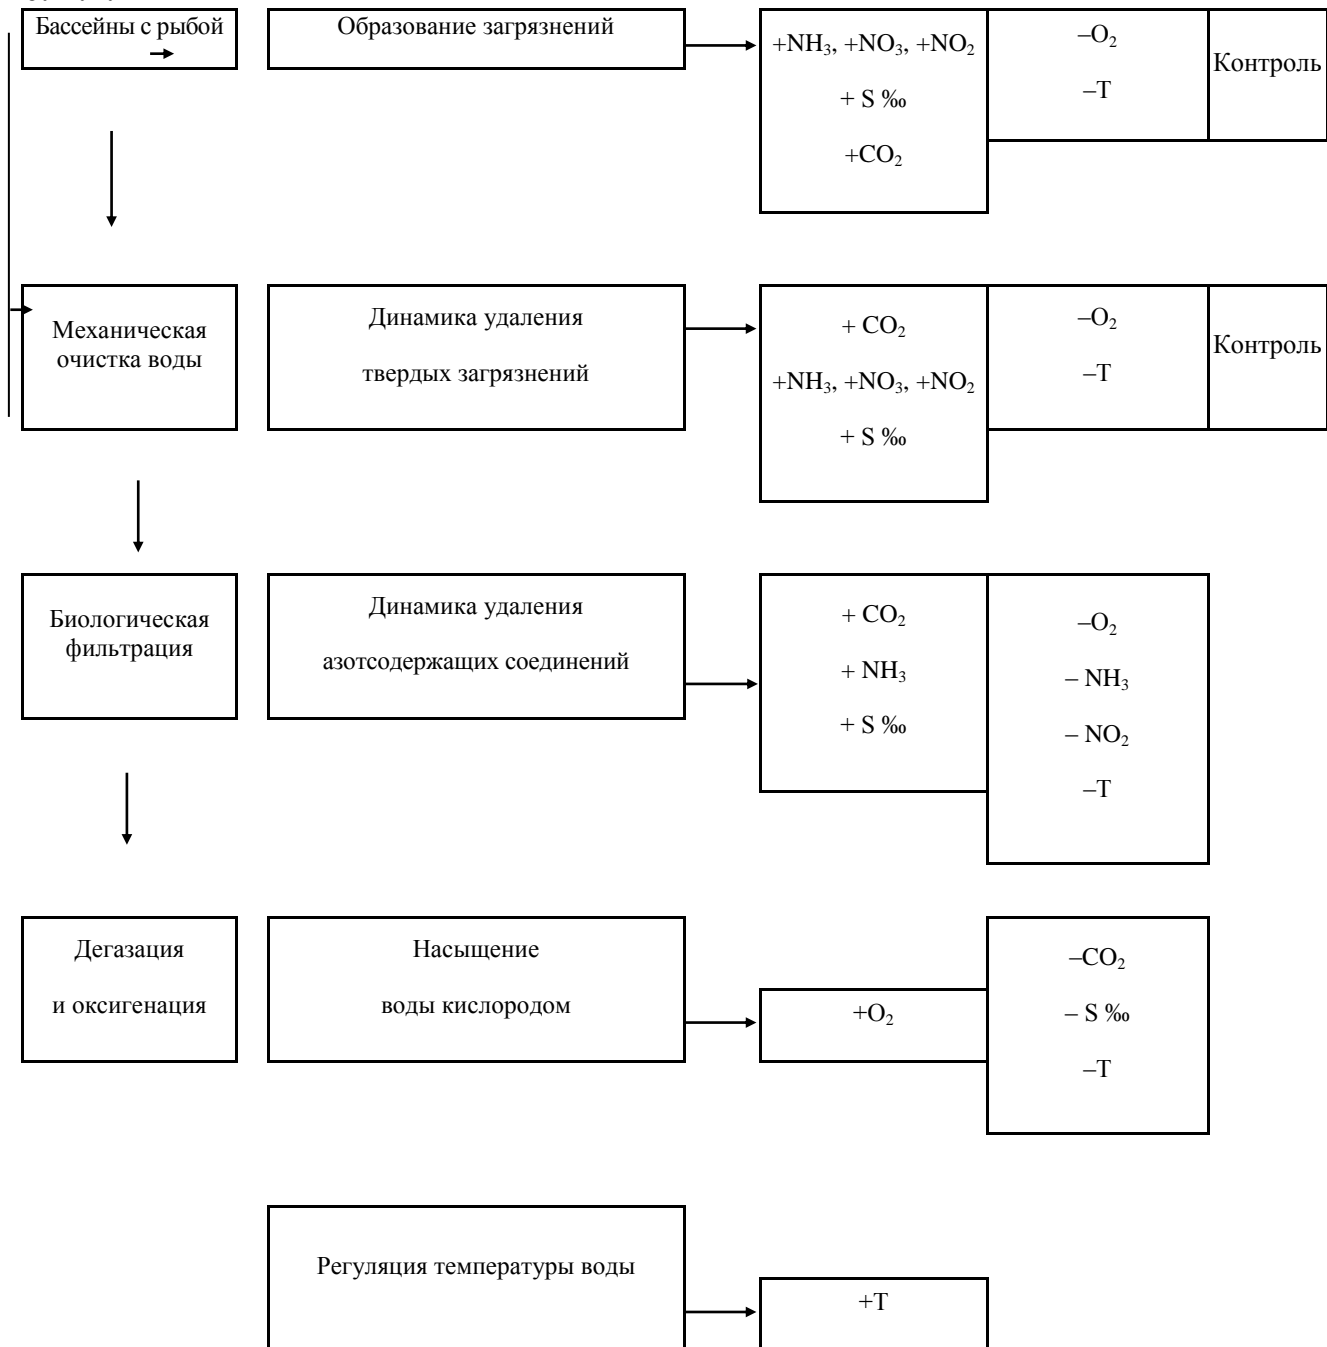 Бассейны с рыбой
Образование загрязнений
+NH₃, +NO₃, +NO₂
+ S ‰
+CO₂
–O₂
–T
Контроль
Механическая
очистка воды
Динамика удаления
твердых загрязнений
+ CO₂
+NH₃, +NO₃, +NO₂
+ S ‰
–O₂
–T
Контроль
Биологическая
фильтрация
Динамика удаления
азотсодержащих соединений
+ CO₂
+ NH₃
+ S ‰
–O₂
– NH₃
– NO₂
–T
Дегазация
и оксигенация
Насыщение
воды кислородом
+O₂
–CO₂
– S ‰
–T
Регуляция температуры воды
+T